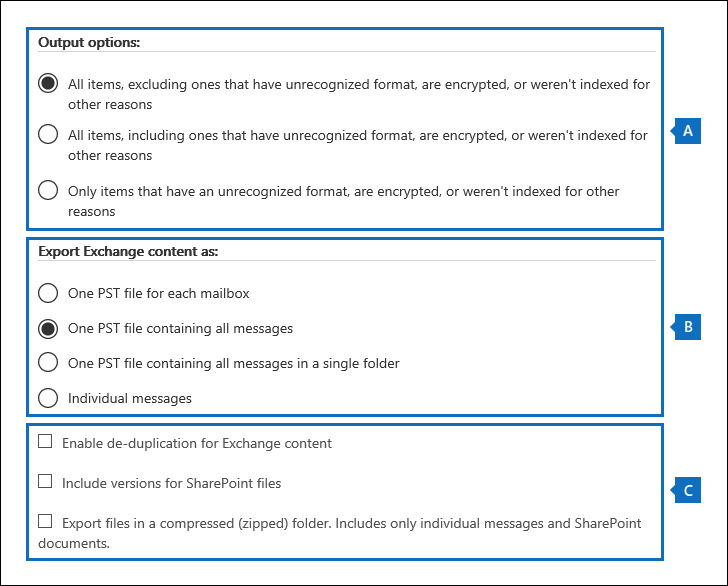 Output options:
All items, excluding ones that have unrecognized format, are encrypted, or weren't indexed for
other reasons
All items, including ones that have unrecognized format, are encrypted, or weren't indexed for
other reasons
Only items that have an unrecognized format, are encrypted, or weren't indexed for other
reasons
A
Export Exchange content as:
One PST file for each mailbox
One PST file containing all messages
One PST file containing all messages in a single folder
Individual messages
B
Enable de-duplication for Exchange content
Include versions for SharePoint files
Export files in a compressed (zipped) folder. Includes only individual messages and SharePoint
documents.
C